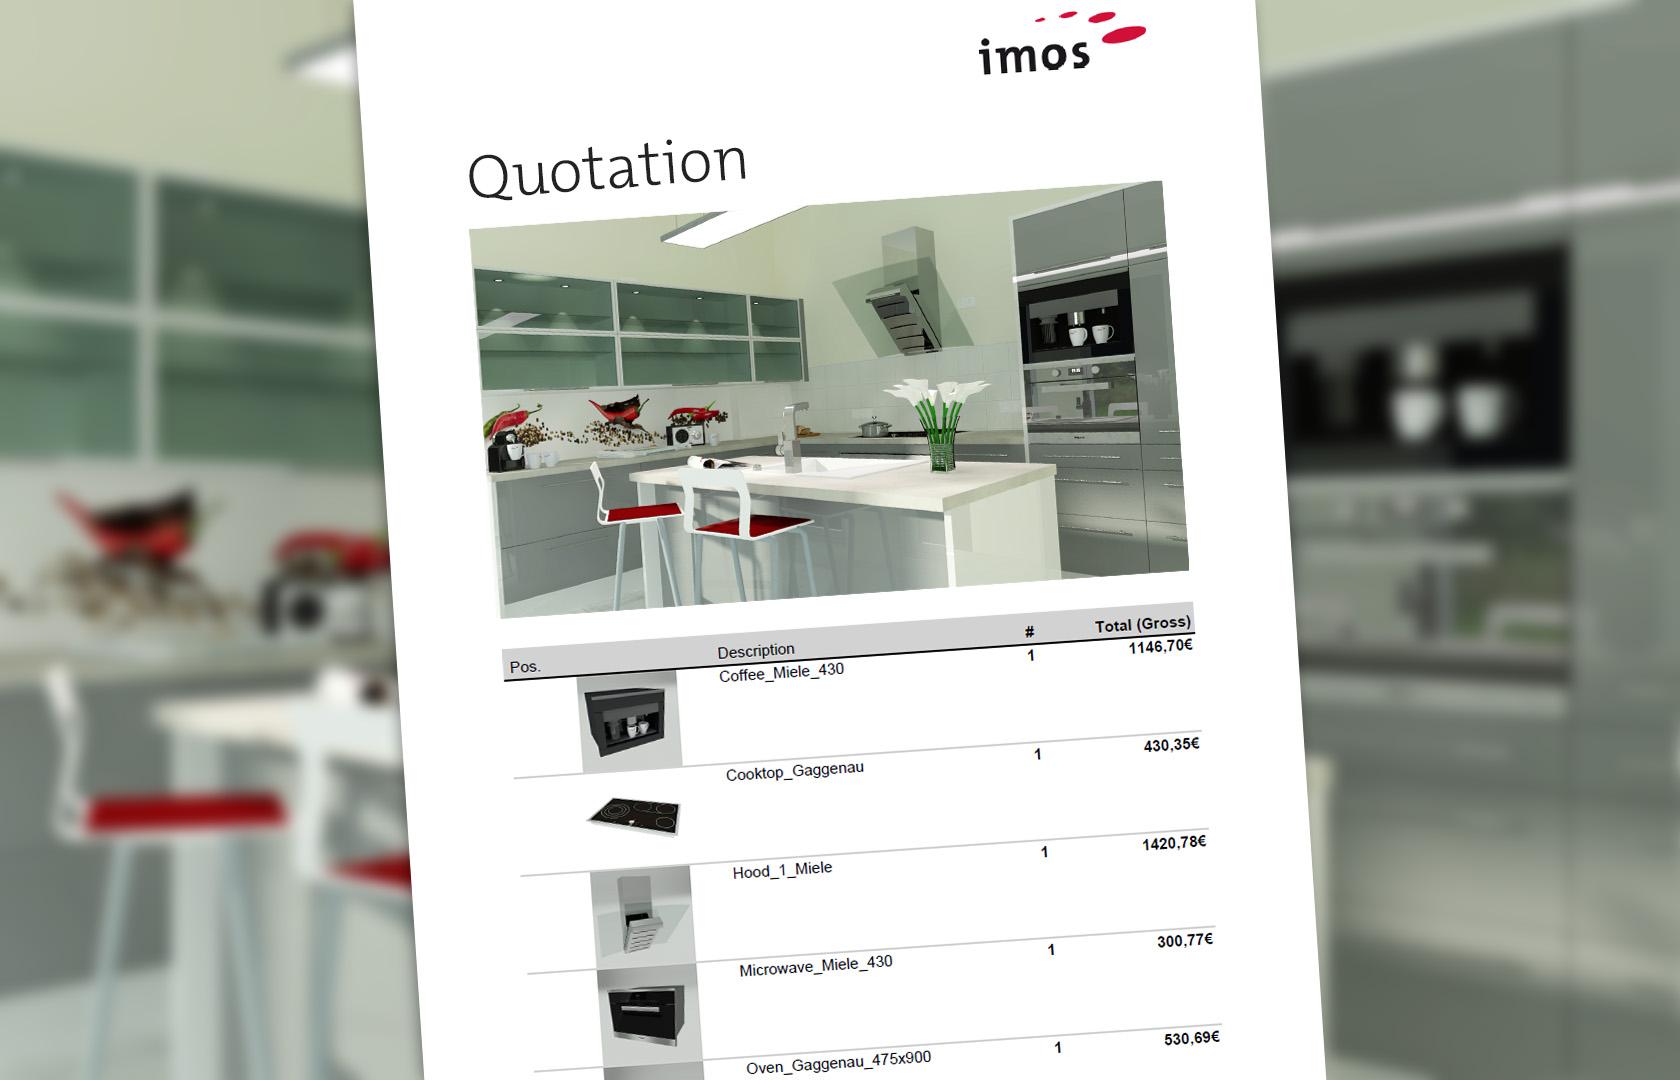 imos
Quotation
Pos. Description # Total (Gross)
Coffee_Miele_430 1 1146,70€
Cooktop_Gaggenau 1 430,35€
Hood_1_Miele 1 1420,78€
Microwave_Miele_430 1 300,77€
Oven_Gaggenau_475x900 1 530,69€